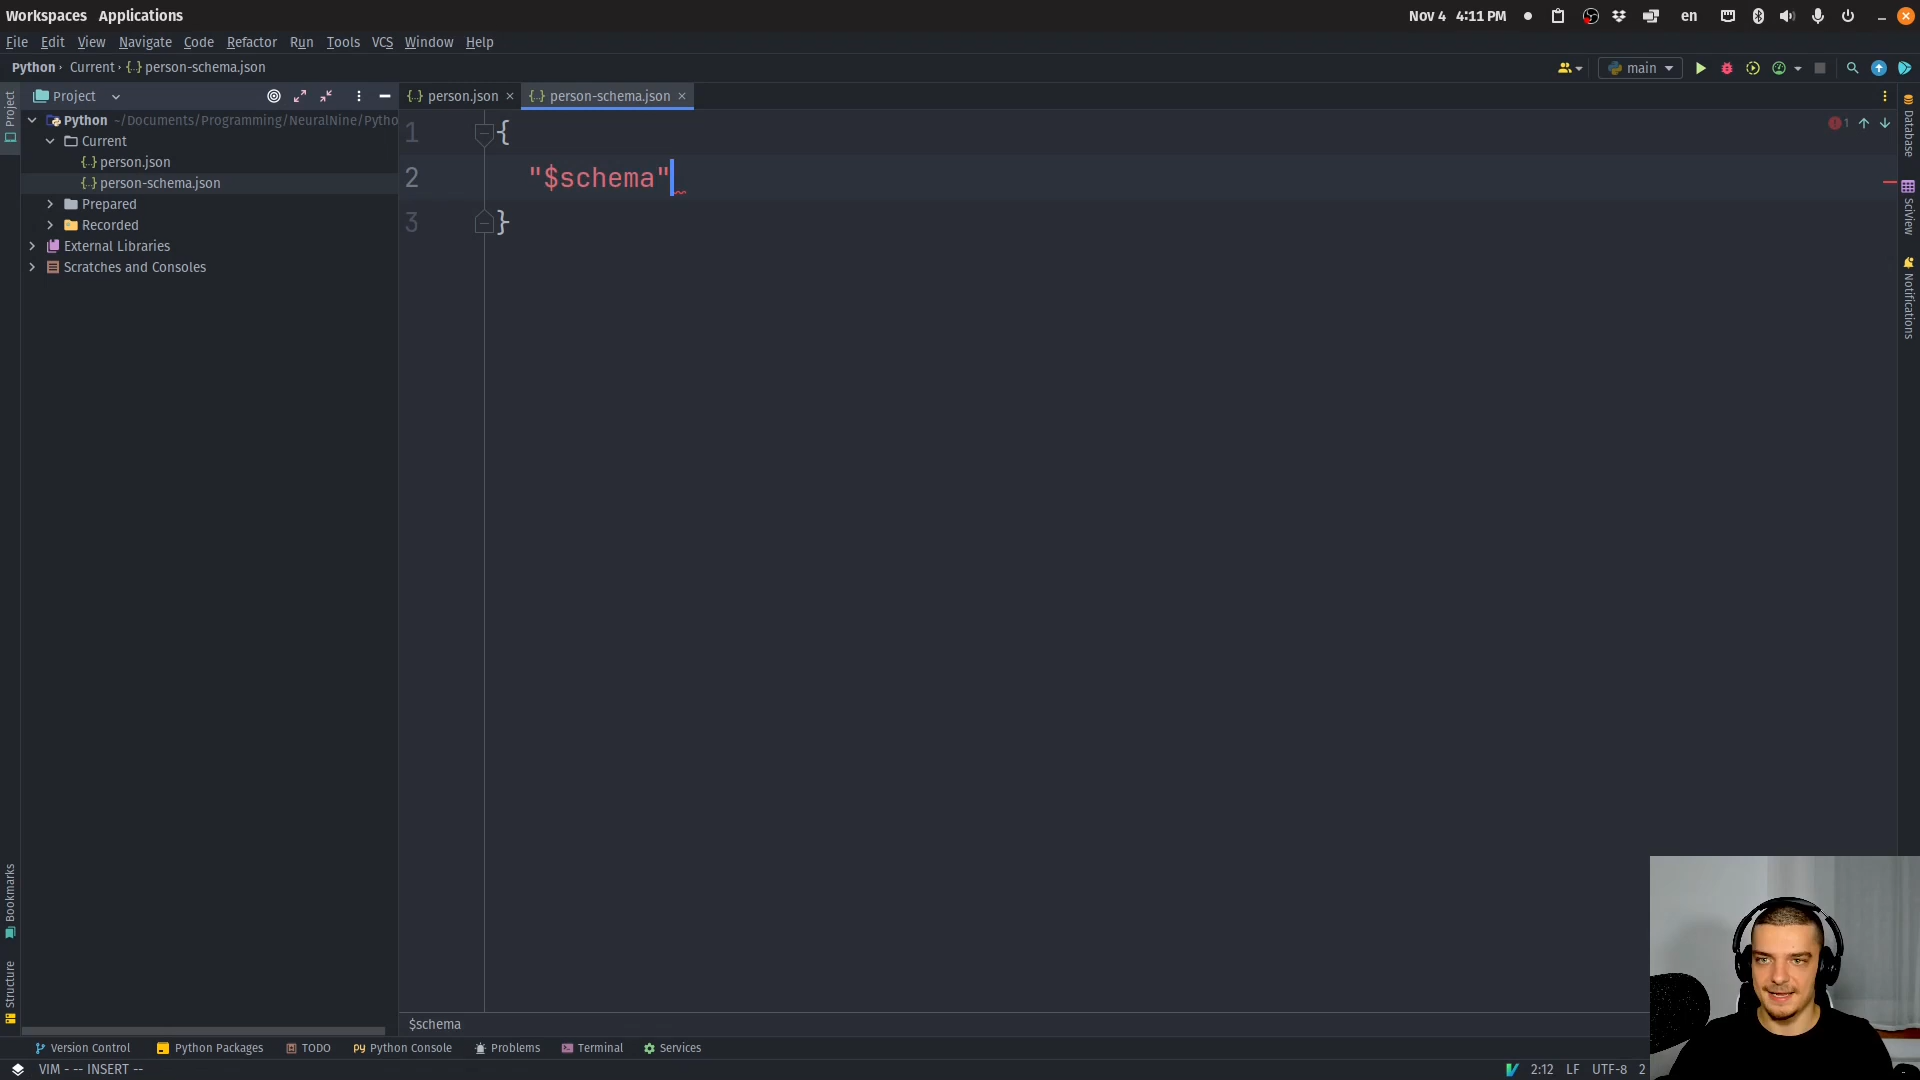 Workspaces Applications
Nov 4 4:11 PM
en
File Edit View Navigate Code Refactor Run Tools VCS Window Help
Python › Current › person-schema.json
main
Project
Project
person.json
person-schema.json
Python ~/Documents/Programming/NeuralNine/Pytho
Current
person.json
person-schema.json
Prepared
Recorded
External Libraries
Scratches and Consoles
1 {
2 "$schema"
3 }
1
Database
SciView
Notifications
Bookmarks
Structure
$schema
Version Control Python Packages TODO Python Console Problems Terminal Services
VIM - -- INSERT --
2:12 LF UTF-8 2